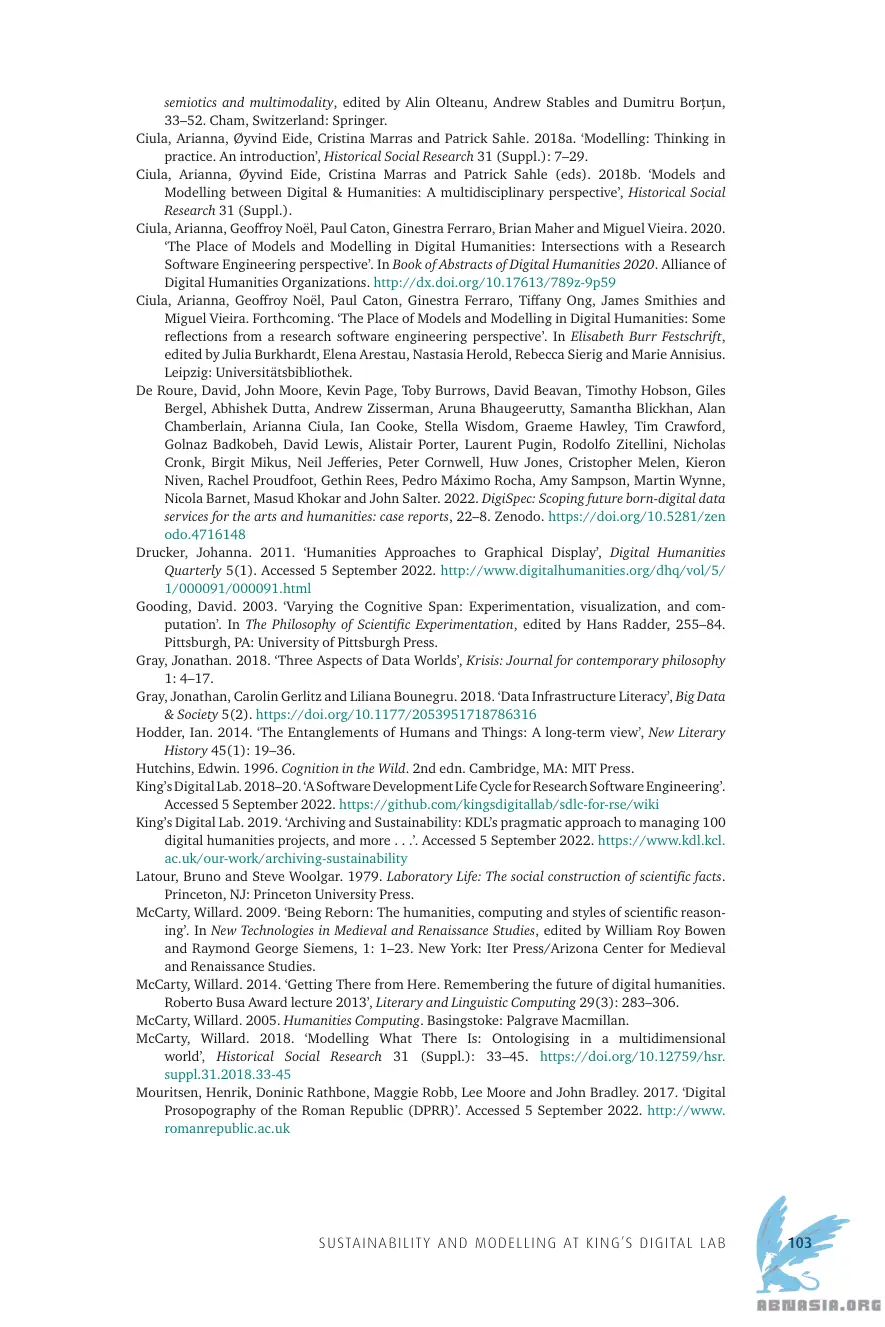 semiotics and multimodality, edited by Alin Olteanu, Andrew Stables and Dumitru Borţun,
33–52. Cham, Switzerland: Springer.
Ciula, Arianna, Øyvind Eide, Cristina Marras and Patrick Sahle. 2018a. ‘Modelling: Thinking in
practice. An introduction’, Historical Social Research 31 (Suppl.): 7–29.
Ciula, Arianna, Øyvind Eide, Cristina Marras and Patrick Sahle (eds). 2018b. ‘Models and
Modelling between Digital & Humanities: A multidisciplinary perspective’, Historical Social
Research 31 (Suppl.).
Ciula, Arianna, Geoffroy Noël, Paul Caton, Ginestra Ferraro, Brian Maher and Miguel Vieira. 2020.
‘The Place of Models and Modelling in Digital Humanities: Intersections with a Research
Software Engineering perspective’. In Book of Abstracts of Digital Humanities 2020. Alliance of
Digital Humanities Organizations. http://dx.doi.org/10.17613/789z-9p59
Ciula, Arianna, Geoffroy Noël, Paul Caton, Ginestra Ferraro, Tiffany Ong, James Smithies and
Miguel Vieira. Forthcoming. ‘The Place of Models and Modelling in Digital Humanities: Some
reflections from a research software engineering perspective’. In Elisabeth Burr Festschrift,
edited by Julia Burkhardt, Elena Arestau, Nastasia Herold, Rebecca Sierig and Marie Annisius.
Leipzig: Universitätsbibliothek.
De Roure, David, John Moore, Kevin Page, Toby Burrows, David Beavan, Timothy Hobson, Giles
Bergel, Abhishek Dutta, Andrew Zisserman, Aruna Bhaugeerutty, Samantha Blickhan, Alan
Chamberlain, Arianna Ciula, Ian Cooke, Stella Wisdom, Graeme Hawley, Tim Crawford,
Golnaz Badkobeh, David Lewis, Alistair Porter, Laurent Pugin, Rodolfo Zitellini, Nicholas
Cronk, Birgit Mikus, Neil Jefferies, Peter Cornwell, Huw Jones, Cristopher Melen, Kieron
Niven, Rachel Proudfoot, Gethin Rees, Pedro Máximo Rocha, Amy Sampson, Martin Wynne,
Nicola Barnet, Masud Khokar and John Salter. 2022. DigiSpec: Scoping future born-digital data
services for the arts and humanities: case reports, 22–8. Zenodo. https://doi.org/10.5281/zen
odo.4716148
Drucker, Johanna. 2011. ‘Humanities Approaches to Graphical Display’, Digital Humanities
Quarterly 5(1). Accessed 5 September 2022. http://www.digitalhumanities.org/dhq/vol/5/
1/000091/000091.html
Gooding, David. 2003. ‘Varying the Cognitive Span: Experimentation, visualization, and com-
putation’. In The Philosophy of Scientific Experimentation, edited by Hans Radder, 255–84.
Pittsburgh, PA: University of Pittsburgh Press.
Gray, Jonathan. 2018. ‘Three Aspects of Data Worlds’, Krisis: Journal for contemporary philosophy
1: 4–17.
Gray, Jonathan, Carolin Gerlitz and Liliana Bounegru. 2018. ‘Data Infrastructure Literacy’, Big Data
& Society 5(2). https://doi.org/10.1177/2053951718786316
Hodder, Ian. 2014. ‘The Entanglements of Humans and Things: A long-term view’, New Literary
History 45(1): 19–36.
Hutchins, Edwin. 1996. Cognition in the Wild. 2nd edn. Cambridge, MA: MIT Press.
King’s Digital Lab. 2018–20. ‘A Software Development Life Cycle for Research Software Engineering’.
Accessed 5 September 2022. https://github.com/kingsdigitallab/sdlc-for-rse/wiki
King’s Digital Lab. 2019. ‘Archiving and Sustainability: KDL’s pragmatic approach to managing 100
digital humanities projects, and more . . .’. Accessed 5 September 2022. https://www.kdl.kcl.
ac.uk/our-work/archiving-sustainability
Latour, Bruno and Steve Woolgar. 1979. Laboratory Life: The social construction of scientific facts.
Princeton, NJ: Princeton University Press.
McCarty, Willard. 2009. ‘Being Reborn: The humanities, computing and styles of scientific reason-
ing’. In New Technologies in Medieval and Renaissance Studies, edited by William Roy Bowen
and Raymond George Siemens, 1: 1–23. New York: Iter Press/Arizona Center for Medieval
and Renaissance Studies.
McCarty, Willard. 2014. ‘Getting There from Here. Remembering the future of digital humanities.
Roberto Busa Award lecture 2013’, Literary and Linguistic Computing 29(3): 283–306.
McCarty, Willard. 2005. Humanities Computing. Basingstoke: Palgrave Macmillan.
McCarty, Willard. 2018. ‘Modelling What There Is: Ontologising in a multidimensional
world’, Historical Social Research 31 (Suppl.): 33–45. https://doi.org/10.12759/hsr.
suppl.31.2018.33-45
Mouritsen, Henrik, Doninic Rathbone, Maggie Robb, Lee Moore and John Bradley. 2017. ‘Digital
Prosopography of the Roman Republic (DPRR)’. Accessed 5 September 2022. http://www.
romanrepublic.ac.uk
SUSTAINABILITY AND MODELLING AT KING’S DIGITAL LAB 103
ABNASIA.ORG